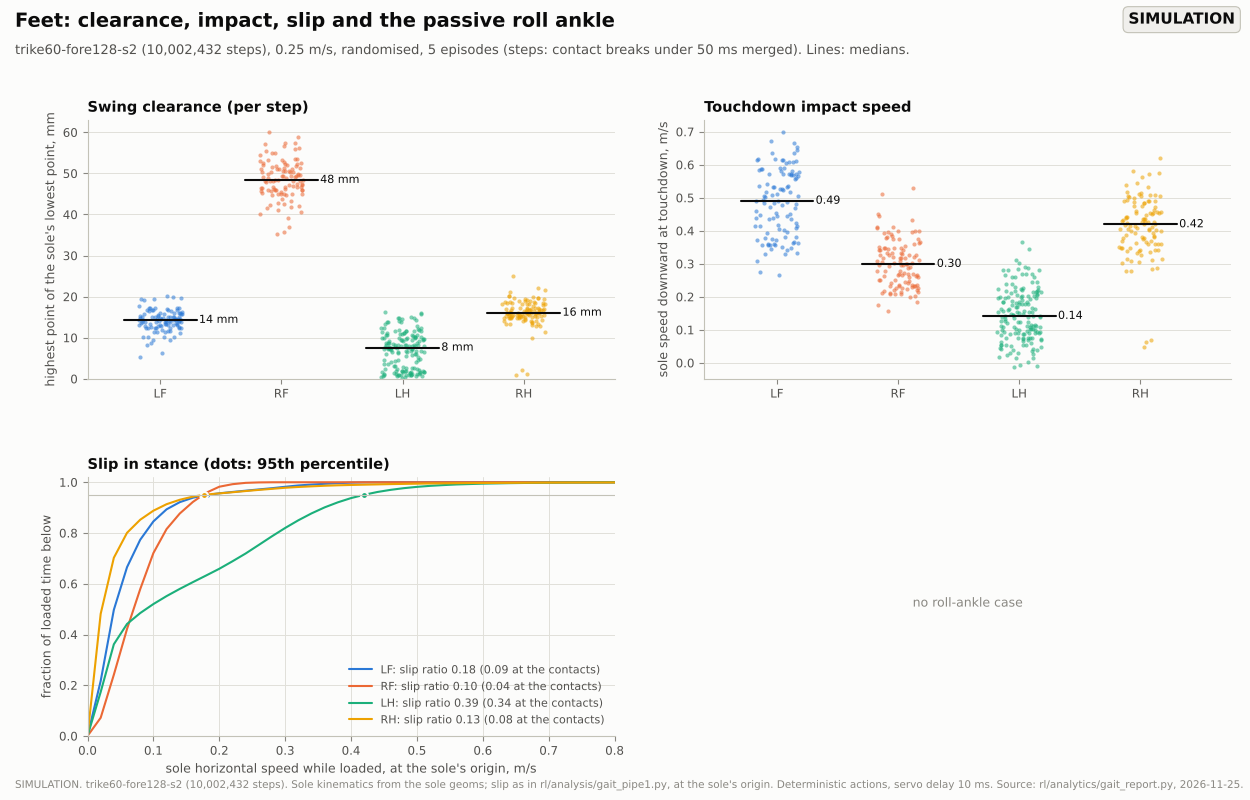 Feet: clearance, impact, slip and the passive roll ankle
SIMULATION
trike60-fore128-s2 (10,002,432 steps), 0.25 m/s, randomised, 5 episodes (steps: contact breaks under 50 ms merged). Lines: medians.
Swing clearance (per step)
highest point of the sole's lowest point, mm
60
50
40
30
20
10
0
14 mm
48 mm
8 mm
16 mm
LF
RF
LH
RH
Touchdown impact speed
sole speed downward at touchdown, m/s
0.7
0.6
0.5
0.4
0.3
0.2
0.1
0.0
0.49
0.30
0.14
0.42
LF
RF
LH
RH
Slip in stance (dots: 95th percentile)
fraction of loaded time below
1.0
0.8
0.6
0.4
0.2
0.0
LF: slip ratio 0.18 (0.09 at the contacts)
RF: slip ratio 0.10 (0.04 at the contacts)
LH: slip ratio 0.39 (0.34 at the contacts)
RH: slip ratio 0.13 (0.08 at the contacts)
0.0
0.1
0.2
0.3
0.4
0.5
0.6
0.7
0.8
sole horizontal speed while loaded, at the sole's origin, m/s
no roll-ankle case
SIMULATION. trike60-fore128-s2 (10,002,432 steps). Sole kinematics from the sole geoms; slip as in rl/analysis/gait_pipe1.py, at the sole's origin. Deterministic actions, servo delay 10 ms. Source: rl/analytics/gait_report.py, 2026-11-25.